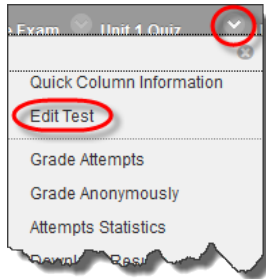 Exam Unit 1 Quiz
Quick Column Information
Edit Test
Grade Attempts
Grade Anonymously
Attempts Statistics